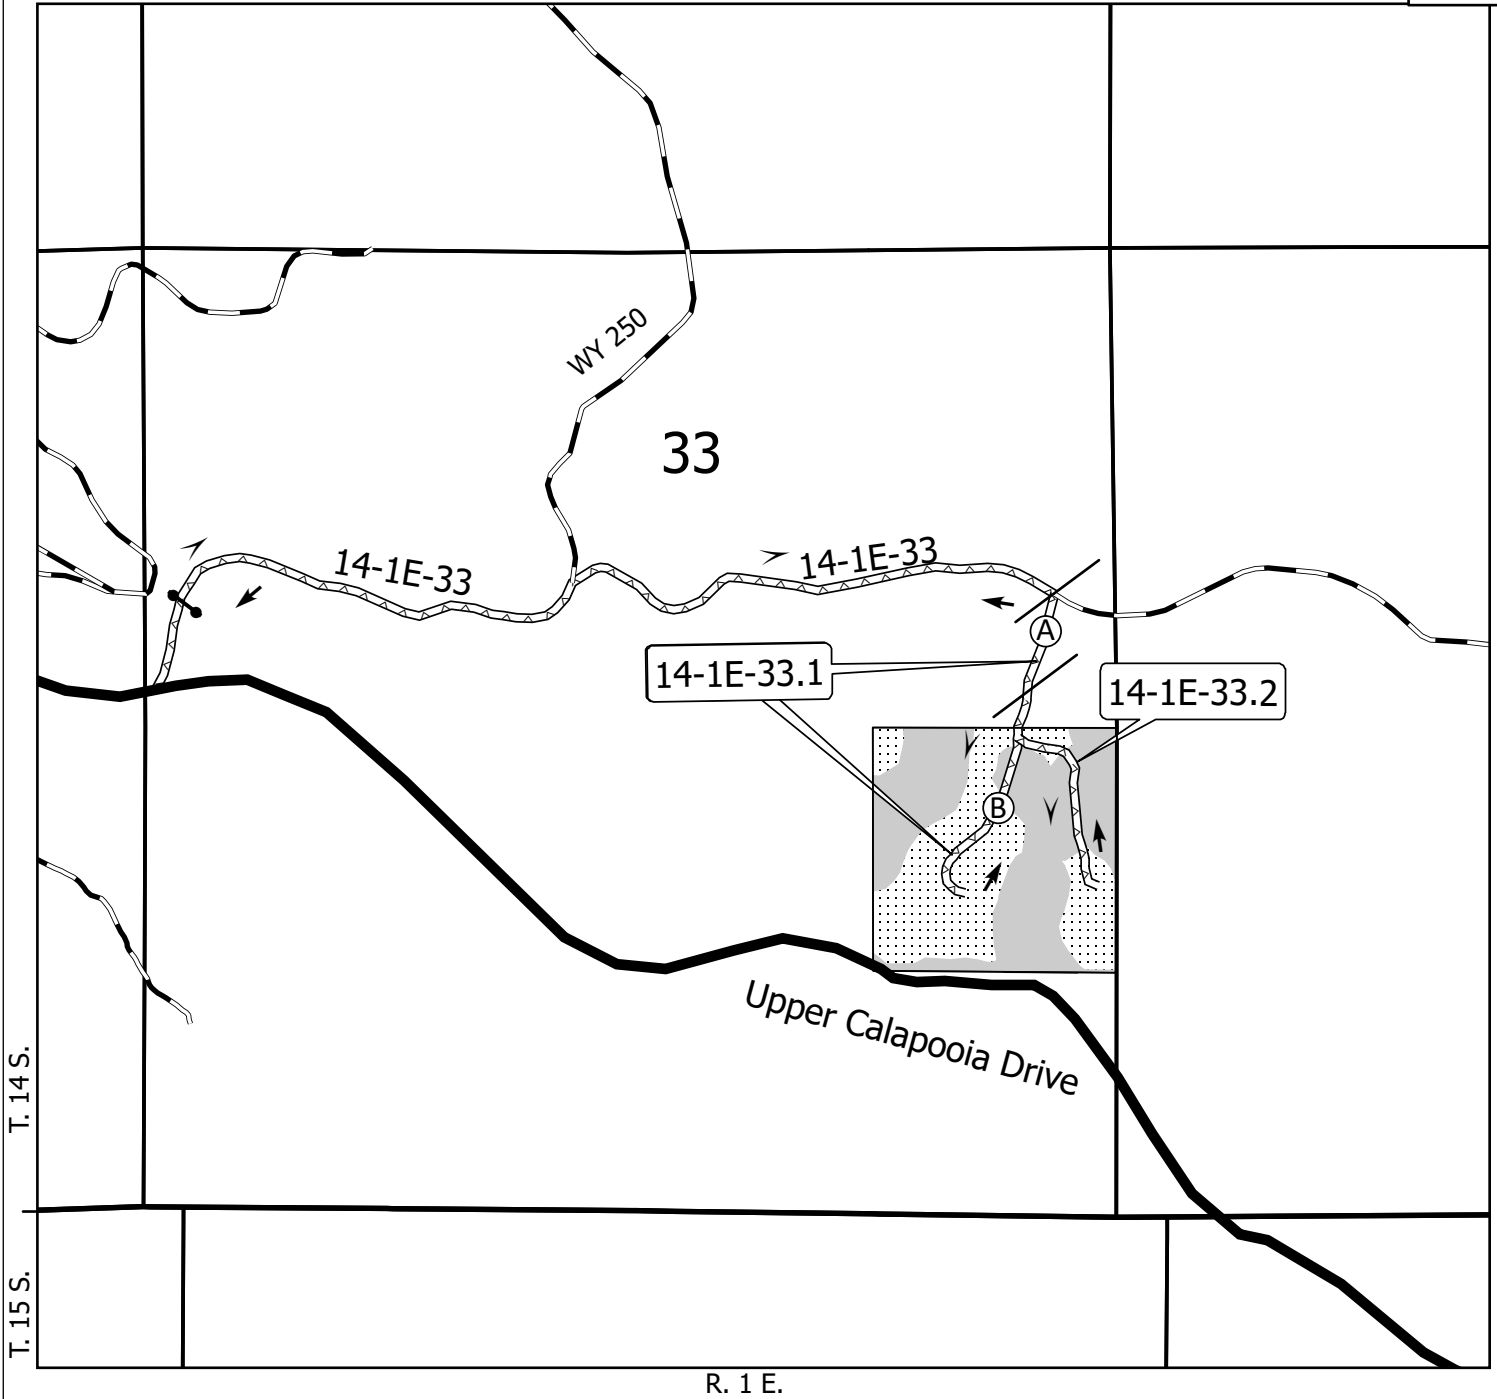 WY 250
33
14-1E-33
14-1E-33
A
14-1E-33.1
14-1E-33.2
B
Upper Calapooia Drive
T. 14 S.
T. 15 S.
R. 1 E.